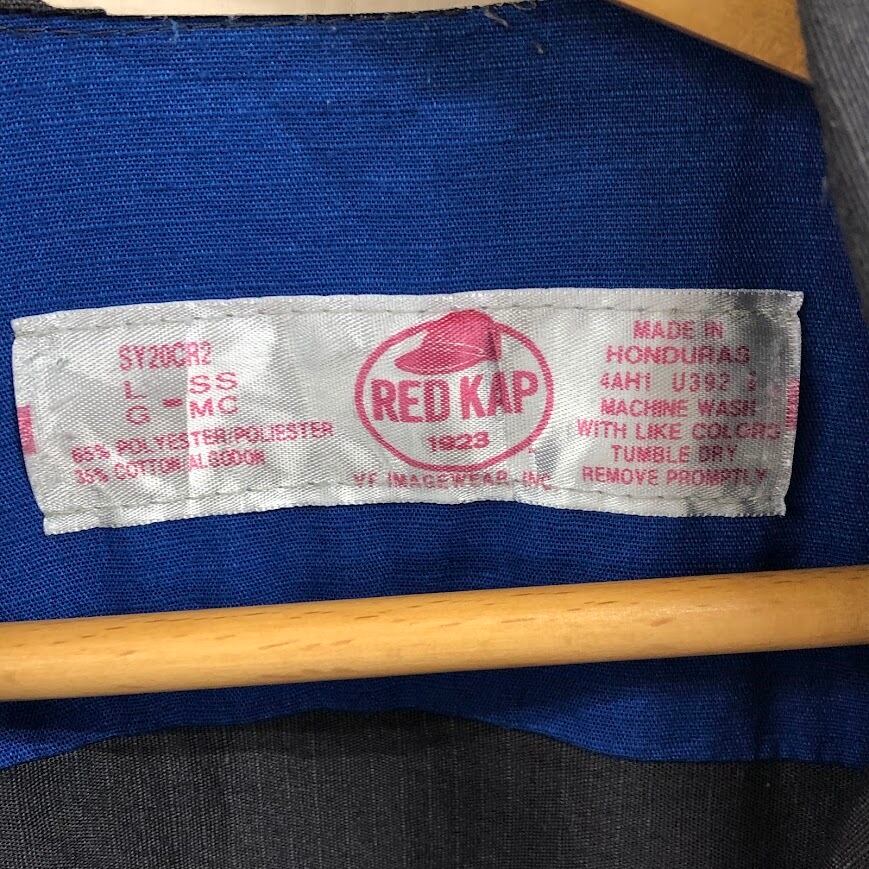 SY20CR2
L - SS
G - MC
65% POLYESTER/POLIESTER
35% COTTON/ALGODON
RED KAP
1923
VF IMAGEWEAR, INC.
MADE IN
HONDURAS
4AH1 U392
MACHINE WASH
WITH LIKE COLORS
TUMBLE DRY
REMOVE PROMPTLY